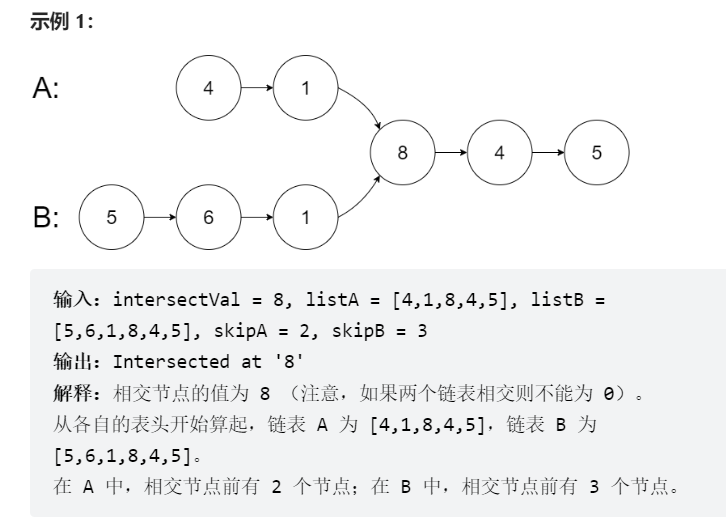 示例 1：
A:
4
1
8
4
5
B:
5
6
1
输入：intersectVal = 8, listA = [4,1,8,4,5], listB =
[5,6,1,8,4,5], skipA = 2, skipB = 3
输出：Intersected at '8'
解释：相交节点的值为 8 （注意，如果两个链表相交则不能为 0）。
从各自的表头开始算起，链表 A 为 [4,1,8,4,5]，链表 B 为
[5,6,1,8,4,5]。
在 A 中，相交节点前有 2 个节点；在 B 中，相交节点前有 3 个节点。